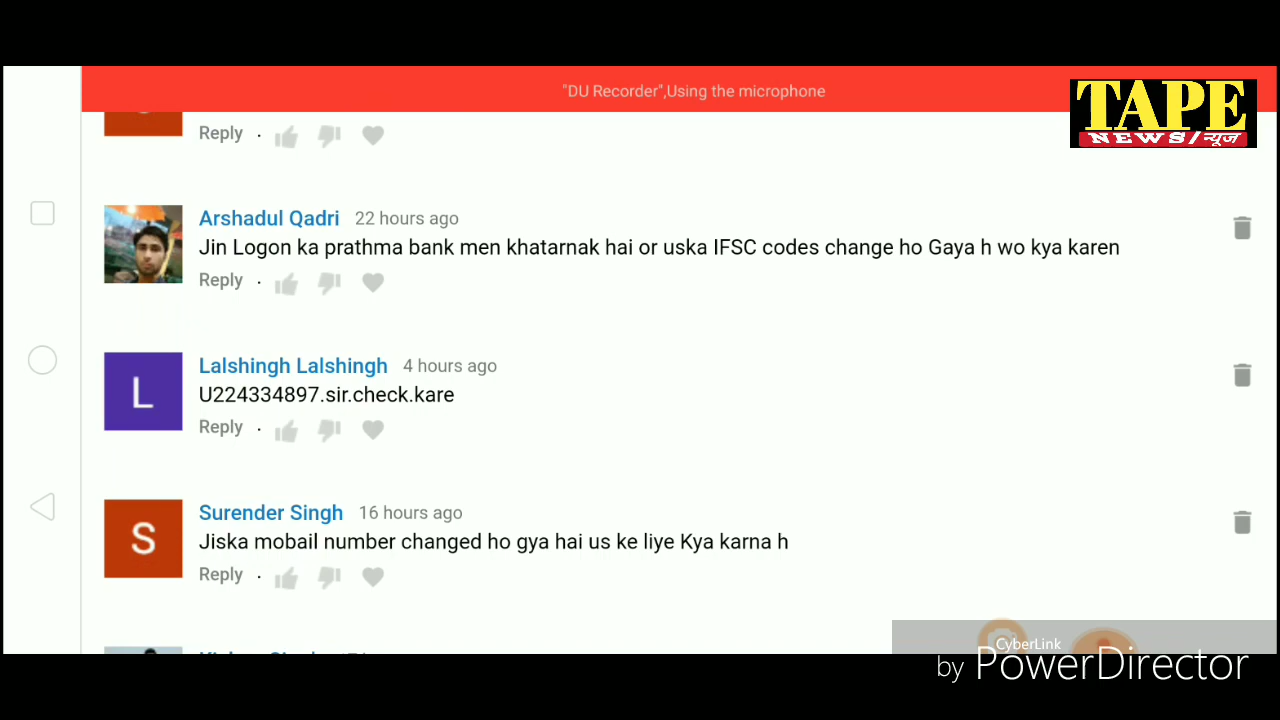 "DU Recorder",Using the microphone
TAPE
NEWS/न्यूज
Reply .
Arshadul Qadri 22 hours ago
Jin Logon ka prathma bank men khatarnak hai or uska IFSC codes change ho Gaya h wo kya karen
Reply .
L
Lalshingh Lalshingh 4 hours ago
U224334897.sir.check.kare
Reply .
S
Surender Singh 16 hours ago
Jiska mobail number changed ho gya hai us ke liye Kya karna h
Reply .
CyberLink
by PowerDirector